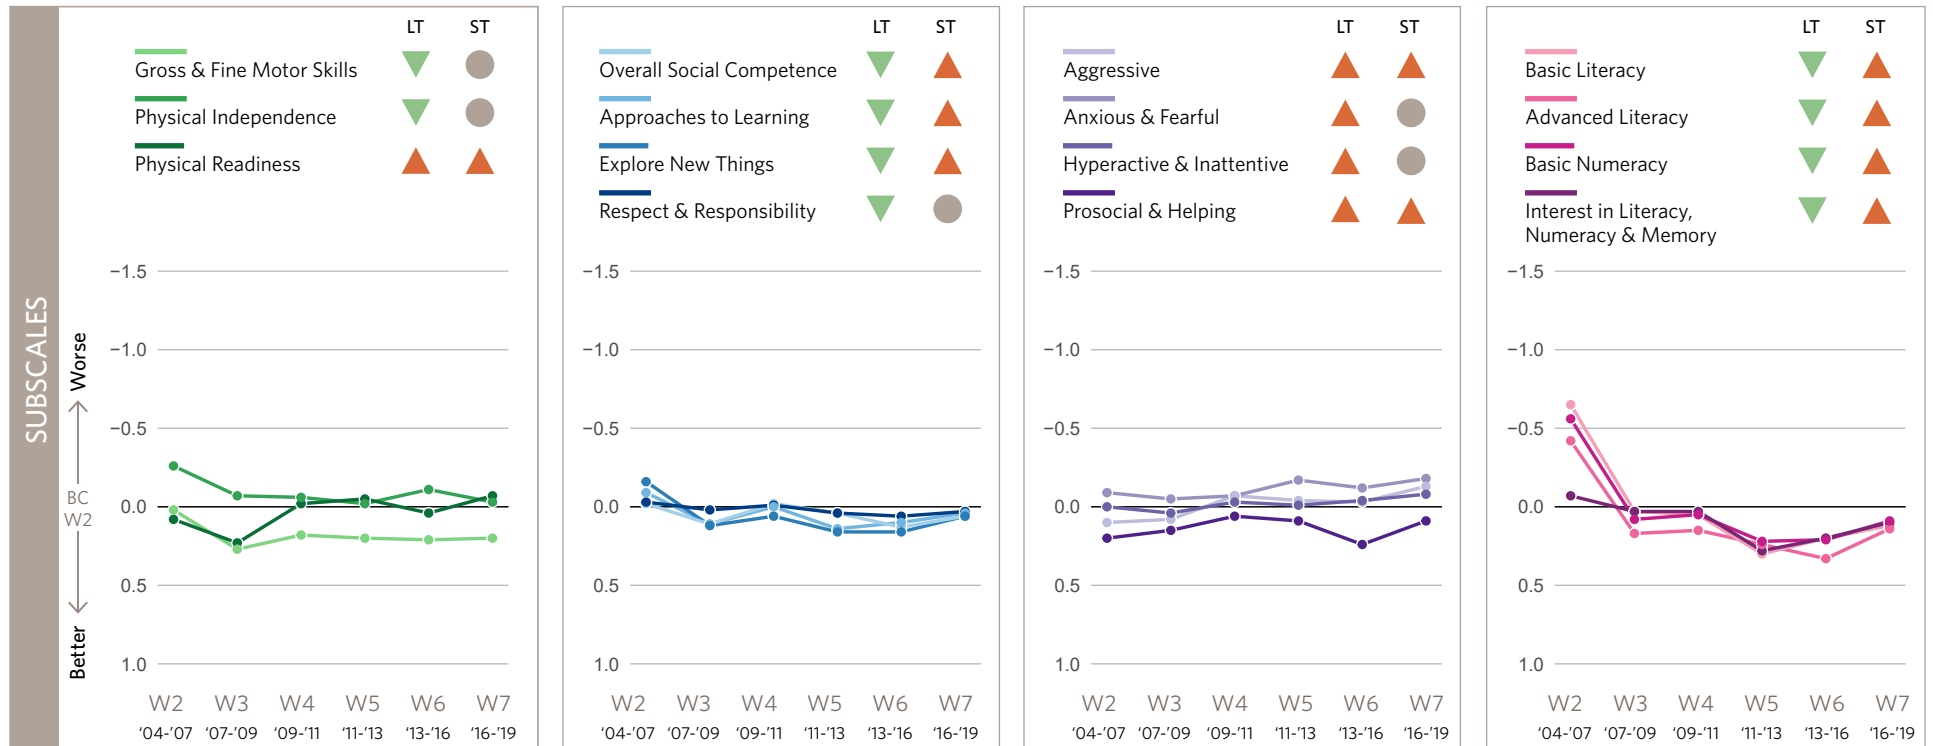 SUBSCALES
Worse
BC
W2
Better
LT ST
Gross & Fine Motor Skills
Physical Independence
Physical Readiness
−1.5
−1.0
−0.5
0.0
0.5
1.0
W2 W3 W4 W5 W6 W7
‘04-’07 ‘07-’09 ‘09-’11 ‘11-’13 ‘13-’16 ‘16-’19
LT ST
Overall Social Competence
Approaches to Learning
Explore New Things
Respect & Responsibility
−1.5
−1.0
−0.5
0.0
0.5
1.0
W2 W3 W4 W5 W6 W7
‘04-’07 ‘07-’09 ‘09-’11 ‘11-’13 ‘13-’16 ‘16-’19
LT ST
Aggressive
Anxious & Fearful
Hyperactive & Inattentive
Prosocial & Helping
−1.5
−1.0
−0.5
0.0
0.5
1.0
W2 W3 W4 W5 W6 W7
‘04-’07 ‘07-’09 ‘09-’11 ‘11-’13 ‘13-’16 ‘16-’19
LT ST
Basic Literacy
Advanced Literacy
Basic Numeracy
Interest in Literacy,
Numeracy & Memory
−1.5
−1.0
−0.5
0.0
0.5
1.0
W2 W3 W4 W5 W6 W7
‘04-’07 ‘07-’09 ‘09-’11 ‘11-’13 ‘13-’16 ‘16-’19